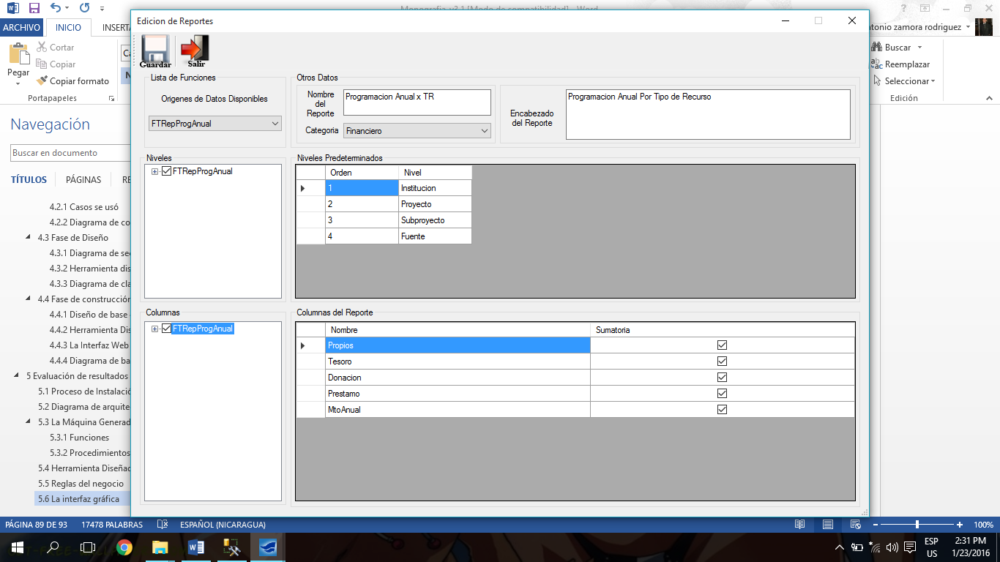 Monografia v3.1 [Modo de compatibilidad] - Word
ARCHIVO
INICIO
INSERTA
antonio zamora rodriguez
Cortar
Copiar
Copiar formato
Pegar
Portapapeles
Buscar
Reemplazar
Seleccionar
Edición
Navegación
Buscar en documento
TÍTULOS PÁGINAS RE
4.2.1 Casos se usó
4.2.2 Diagrama de co
4.3 Fase de Diseño
4.3.1 Diagrama de sec
4.3.2 Herramienta dis
4.3.3 Diagrama de cla
4.4 Fase de construcción
4.4.1 Diseño de base
4.4.2 Herramienta Dis
4.4.3 La Interfaz Web
4.4.4 Diagrama de ba
5 Evaluación de resultados
5.1 Proceso de Instalació
5.2 Diagrama de arquite
5.3 La Máquina Generad
5.3.1 Funciones
5.3.2 Procedimientos
5.4 Herramienta Diseñad
5.5 Reglas del negocio
5.6 La interfaz gráfica
Edicion de Reportes
Guardar Salir
Lista de Funciones
Origenes de Datos Disponibles
FTRepProgAnual
Otros Datos
Nombre
del
Reporte
Programacion Anual x TR
Categoria
Financiero
Encabezado
del Reporte
Programacion Anual Por Tipo de Recurso
Niveles
FTRepProgAnual
Niveles Predeterminados
Orden Nivel
1 Institucion
2 Proyecto
3 Subproyecto
4 Fuente
Columnas
FTRepProgAnual
Columnas del Reporte
Nombre Sumatoria
Propios
Tesoro
Donacion
Prestamo
MtoAnual
PÁGINA 89 DE 93 17478 PALABRAS ESPAÑOL (NICARAGUA) 100%
ESP
US
2:31 PM
1/23/2016